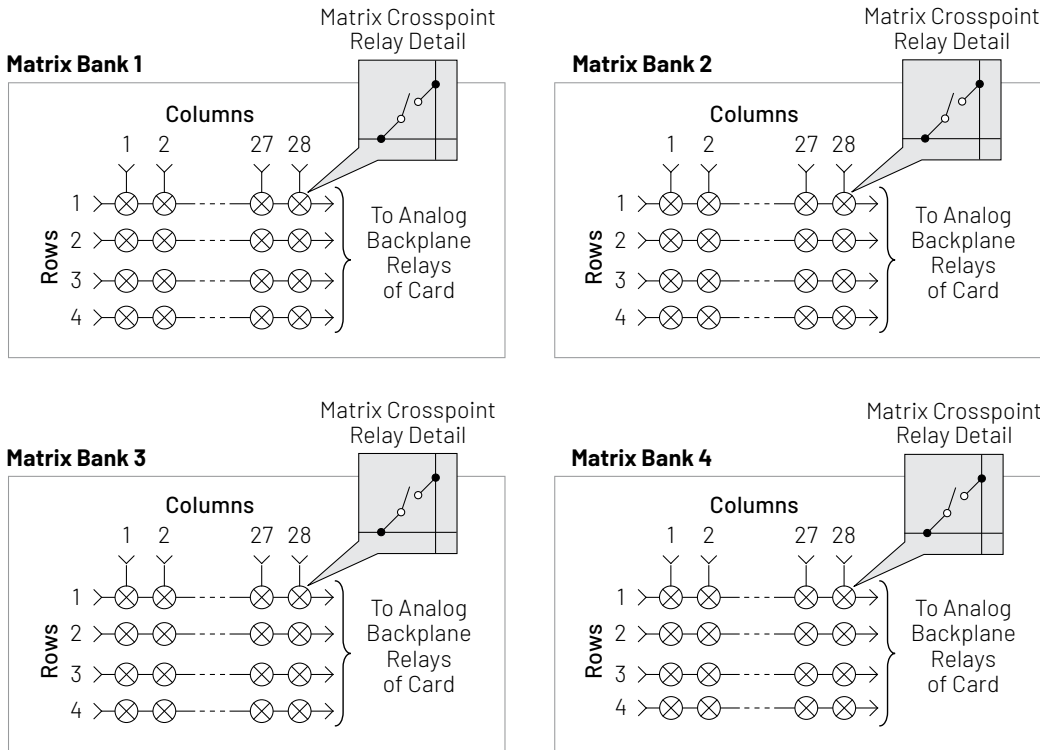 Matrix Crosspoint
Relay Detail
Matrix Bank 1
Columns
1 2 27 28
Rows
1
2
3
4
To Analog
Backplane
Relays
of Card
Matrix Crosspoint
Relay Detail
Matrix Bank 2
Columns
1 2 27 28
Rows
1
2
3
4
To Analog
Backplane
Relays
of Card
Matrix Crosspoint
Relay Detail
Matrix Bank 3
Columns
1 2 27 28
Rows
1
2
3
4
To Analog
Backplane
Relays
of Card
Matrix Crosspoint
Relay Detail
Matrix Bank 4
Columns
1 2 27 28
Rows
1
2
3
4
To Analog
Backplane
Relays
of Card